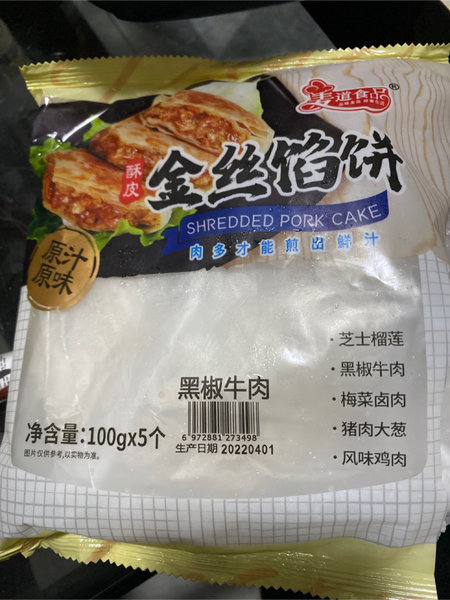 麦道食品®
酥皮
金丝馅饼
SHREDDED PORK CAKE
肉多才能煎出鲜汁
原汁
原味
·芝士榴莲
·黑椒牛肉
·梅菜卤肉
·猪肉大葱
·风味鸡肉
黑椒牛肉
6 972881 273498
净含量:100gx5个
图片仅供参考,以实物为准。
生产日期 20220401